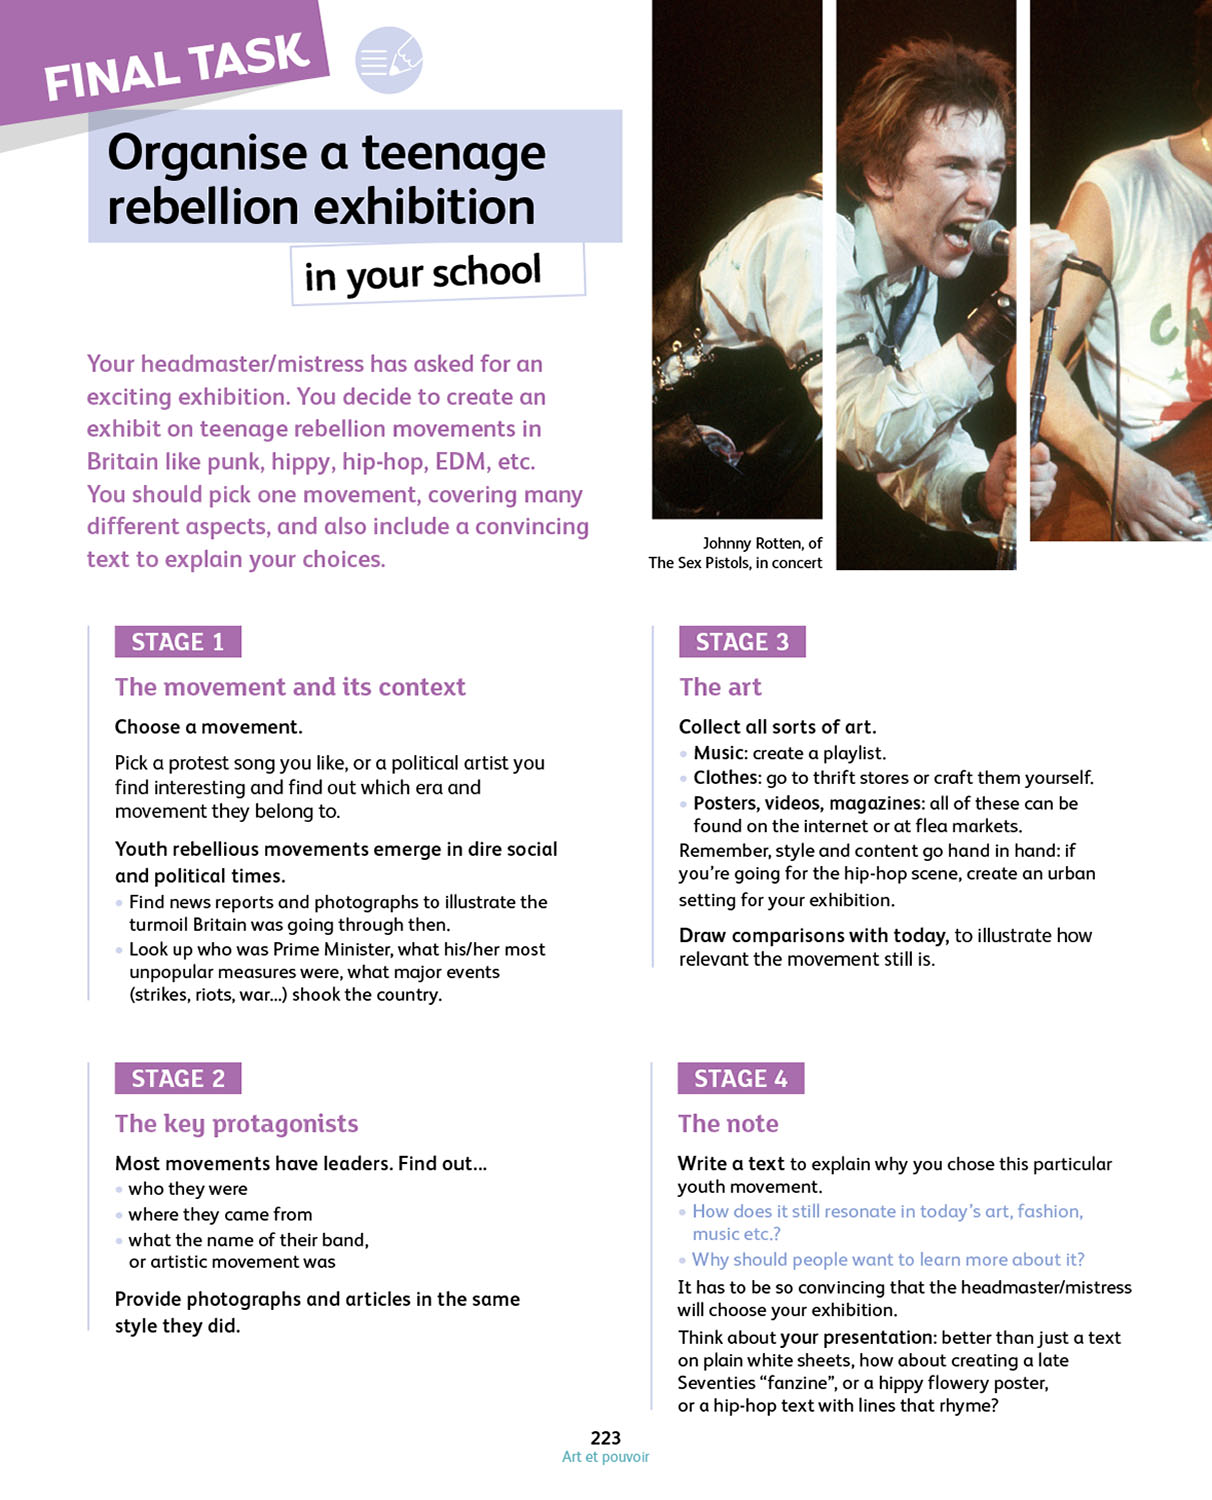 FINAL TASK
Organise a teenage
rebellion exhibition
in your school
Your headmaster/mistress has asked for an
exciting exhibition. You decide to create an
exhibit on teenage rebellion movements in
Britain like punk, hippy, hip-hop, EDM, etc.
You should pick one movement, covering many
different aspects, and also include a convincing
text to explain your choices.
Johnny Rotten, of
The Sex Pistols, in concert
STAGE 1
The movement and its context
Choose a movement.
Pick a protest song you like, or a political artist you
find interesting and find out which era and
movement they belong to.
Youth rebellious movements emerge in dire social
and political times.
• Find news reports and photographs to illustrate the
turmoil Britain was going through then.
• Look up who was Prime Minister, what his/her most
unpopular measures were, what major events
(strikes, riots, war...) shook the country.
STAGE 2
The key protagonists
Most movements have leaders. Find out...
• who they were
• where they came from
• what the name of their band,
or artistic movement was
Provide photographs and articles in the same
style they did.
STAGE 3
The art
Collect all sorts of art.
• Music: create a playlist.
• Clothes: go to thrift stores or craft them yourself.
• Posters, videos, magazines: all of these can be
found on the internet or at flea markets.
Remember, style and content go hand in hand: if
you're going for the hip-hop scene, create an urban
setting for your exhibition.
Draw comparisons with today, to illustrate how
relevant the movement still is.
STAGE 4
The note
Write a text to explain why you chose this particular
youth movement.
• How does it still resonate in today's art, fashion,
music etc.?
• Why should people want to learn more about it?
It has to be so convincing that the headmaster/mistress
will choose your exhibition.
Think about your presentation: better than just a text
on plain white sheets, how about creating a late
Seventies “fanzine”, or a hippy flowery poster,
or a hip-hop text with lines that rhyme?
223
Art et pouvoir